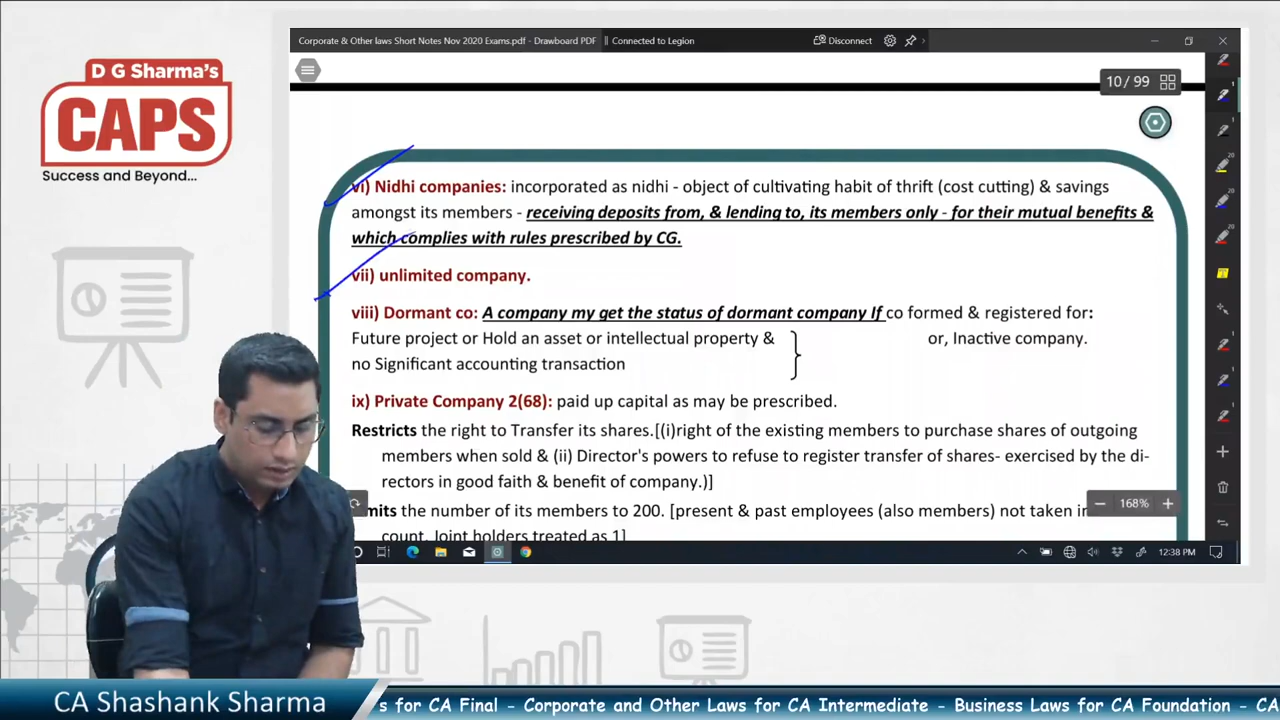 D G Sharma's
CAPS
Success and Beyond...
Corporate & Other laws Short Notes Nov 2020 Exams.pdf - Drawboard PDF || Connected to Legion Disconnect
10 / 99
vi) Nidhi companies: incorporated as nidhi - object of cultivating habit of thrift (cost cutting) & savings
amongst its members - receiving deposits from, & lending to, its members only - for their mutual benefits &
which complies with rules prescribed by CG.
vii) unlimited company.
viii) Dormant co: A company my get the status of dormant company If co formed & registered for:
Future project or Hold an asset or intellectual property & or, Inactive company.
no Significant accounting transaction
ix) Private Company 2(68): paid up capital as may be prescribed.
Restricts the right to Transfer its shares.[(i)right of the existing members to purchase shares of outgoing
members when sold & (ii) Director's powers to refuse to register transfer of shares- exercised by the di-
rectors in good faith & benefit of company.)]
mits the number of its members to 200. [present & past employees (also members) not taken in
168%
count. Joint holders treated as 1]
12:38 PM
CA Shashank Sharma
s for CA Final - Corporate and Other Laws for CA Intermediate - Business Laws for CA Foundation - CA